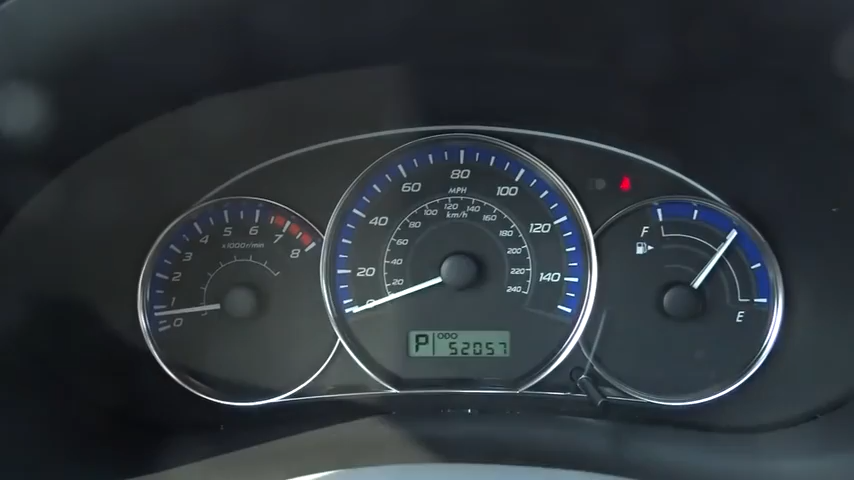 0 1 2 3 4 5 6 7 8
x1000r/min
0 20 40 60 80 100 120 140
MPH
20 40 60 80 100 120 140 160 180 200 220 240
km/h
F
E
P ODO 52057